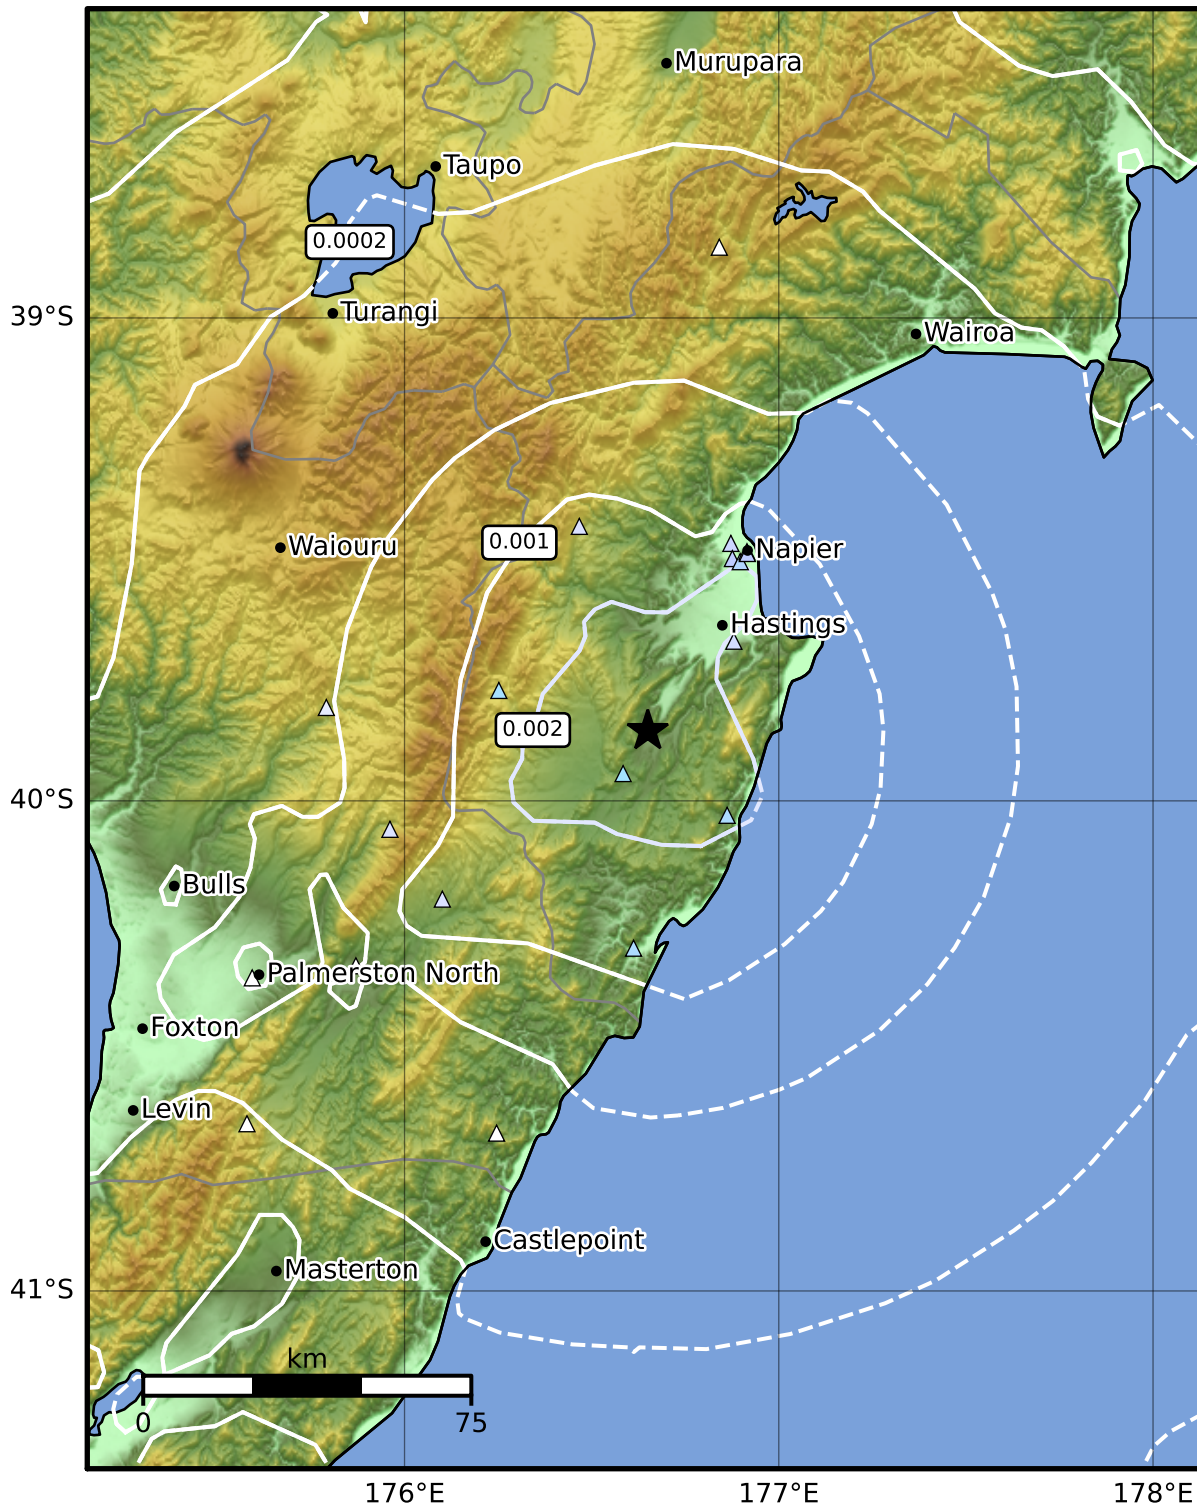 Murupara
Taupo
0.0002
Turangi
39°S
Wairoa
0.001
Waiouru
Napier
Hastings
0.002
40°S
Bulls
Palmerston North
Foxton
Levin
Castlepoint
Masterton
41°S
km
0 75
176°E 177°E 178°E